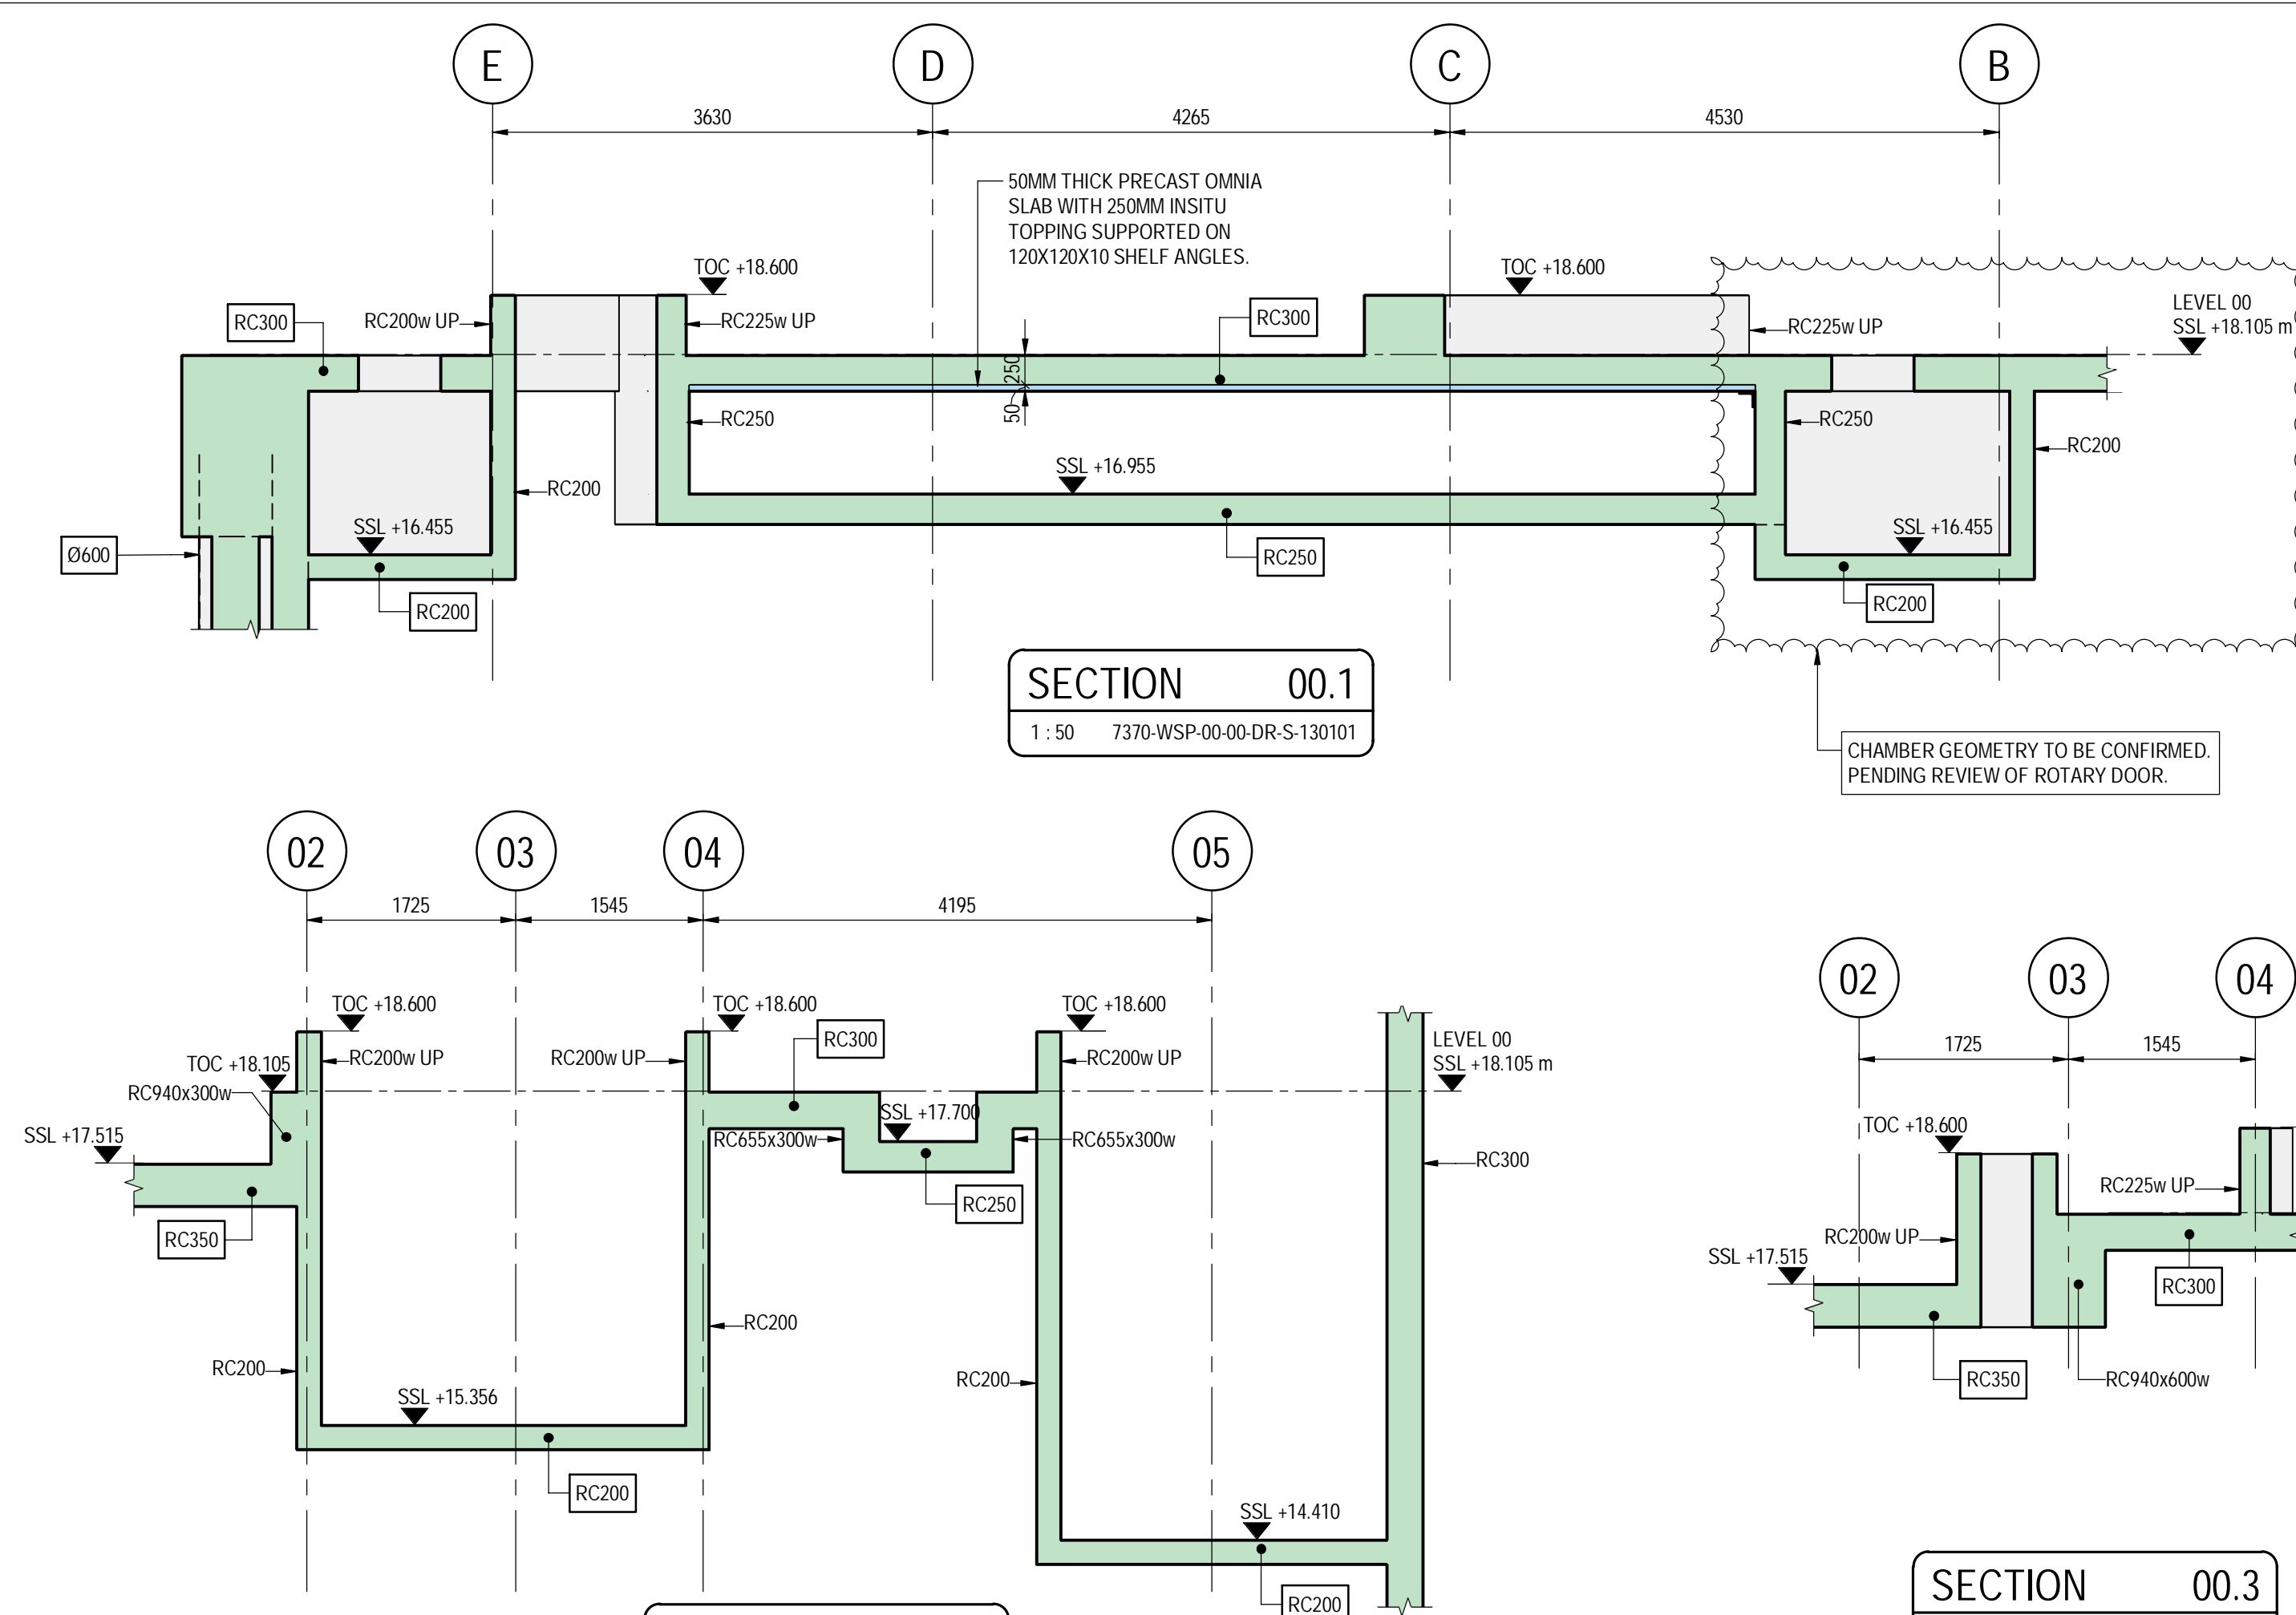 E
D
C
B
3630
4265
4530
50MM THICK PRECAST OMNIA
SLAB WITH 250MM INSITU
TOPPING SUPPORTED ON
120X120X10 SHELF ANGLES.
TOC +18.600
TOC +18.600
LEVEL 00
SSL +18.105 m
RC300
RC200w UP
RC225w UP
RC300
RC225w UP
250
50
RC250
RC250
RC200
SSL +16.955
RC200
SSL +16.455
SSL +16.455
Ø600
RC250
RC200
RC200
SECTION 00.1
1 : 50 7370-WSP-00-00-DR-S-130101
CHAMBER GEOMETRY TO BE CONFIRMED.
PENDING REVIEW OF ROTARY DOOR.
02
03
04
05
1725
1545
4195
TOC +18.600
TOC +18.600
TOC +18.600
RC300
LEVEL 00
SSL +18.105 m
TOC +18.105
RC200w UP
RC200w UP
RC200w UP
RC940x300w
SSL +17.515
SSL +17.700
RC655x300w
RC655x300w
RC300
RC250
RC350
RC200
RC200
RC200
SSL +15.356
RC200
SSL +14.410
RC200
02
03
04
1725
1545
TOC +18.600
RC225w UP
RC200w UP
SSL +17.515
RC300
RC350
RC940x600w
SECTION 00.3